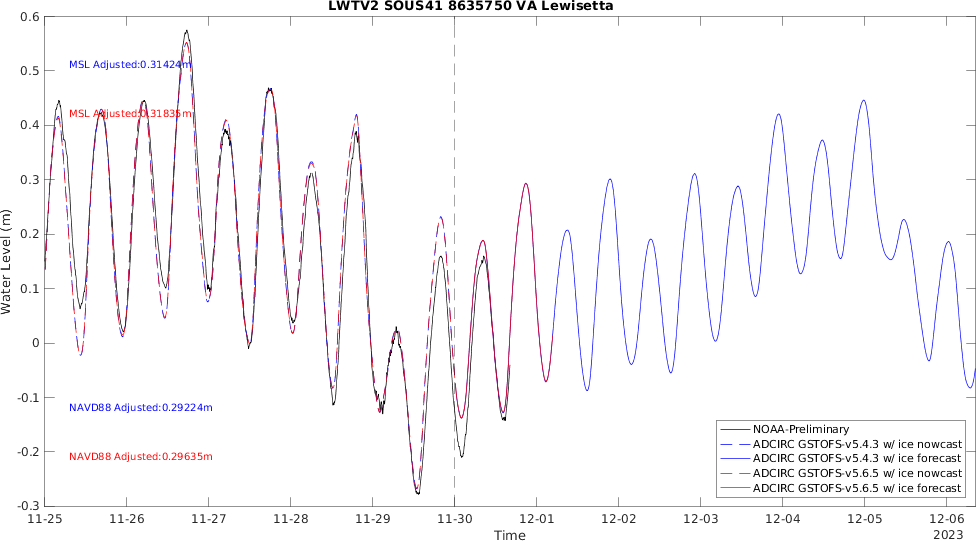 LWTV2 SOUS41 8635750 VA Lewisetta
0.6
0.5
0.4
0.3
0.2
0.1
0
-0.1
-0.2
-0.3
Water Level (m)
MSL Adjusted:0.31424m
MSL Adjusted:0.31835m
NAVD88 Adjusted:0.29224m
NAVD88 Adjusted:0.29635m
NOAA-Preliminary
ADCIRC GSTOFS-v5.4.3 w/ ice nowcast
ADCIRC GSTOFS-v5.4.3 w/ ice forecast
ADCIRC GSTOFS-v5.6.5 w/ ice nowcast
ADCIRC GSTOFS-v5.6.5 w/ ice forecast
11-25 11-26 11-27 11-28 11-29 11-30 12-01 12-02 12-03 12-04 12-05 12-06
2023
Time